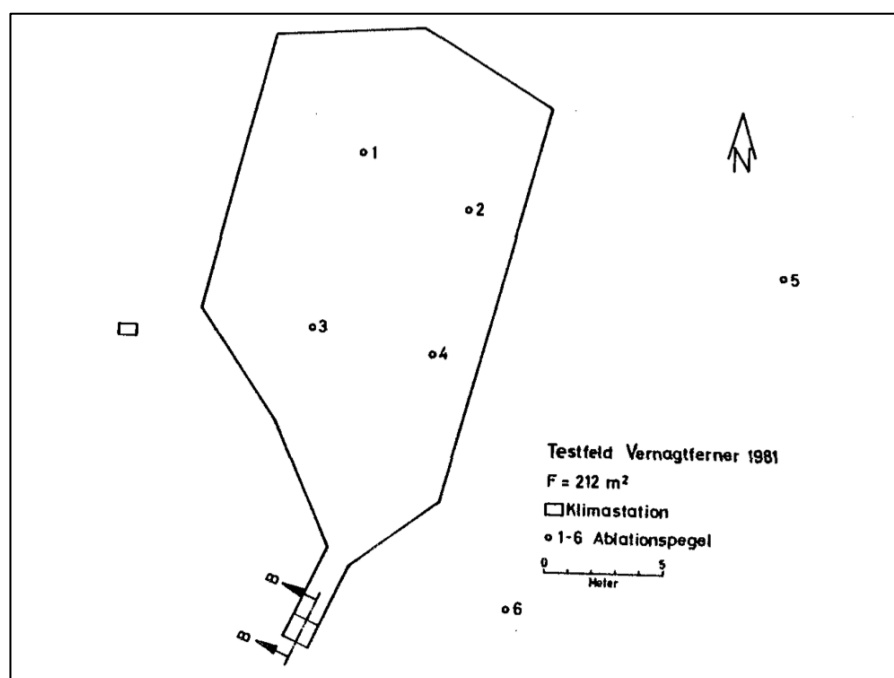 1
N
2
5
3
4
Testfeld Vernagtferner 1981
F = 212 m²
Klimastation
1-6 Ablationspegel
0 5
Meter
B
6
B